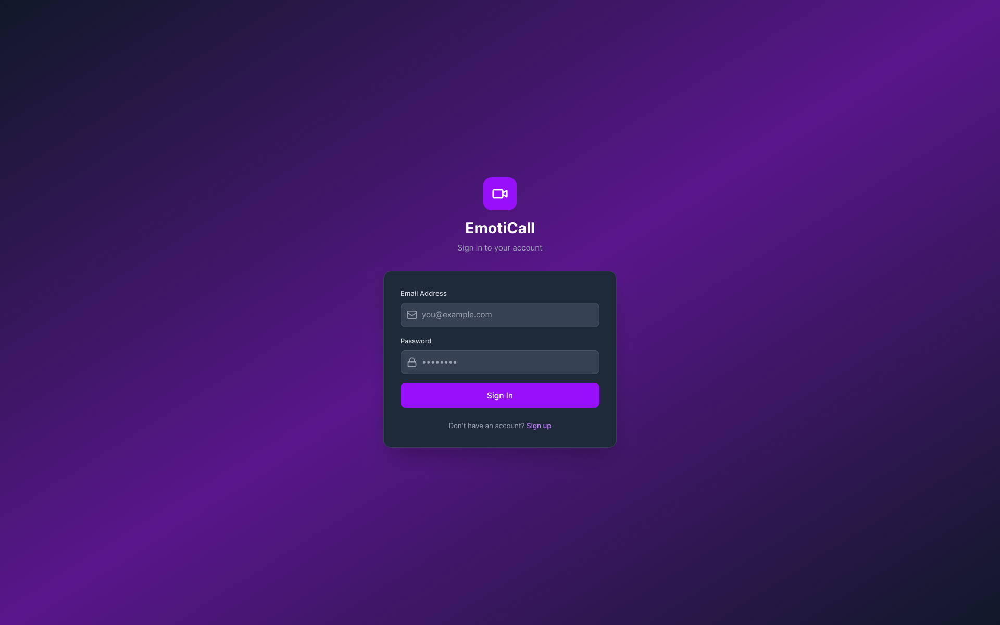 EmotiCall
Sign in to your account
Email Address
you@example.com
Password
••••••••
Sign In
Don't have an account? Sign up